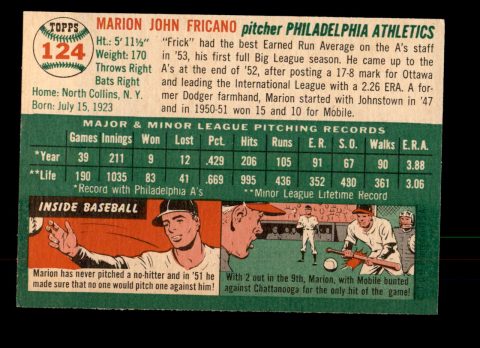 TOPPS
124
MARION JOHN FRICANO pitcher PHILADELPHIA ATHLETICS
Ht.: 5' 11½"
Weight: 170
Throws Right
Bats Right
Home: North Collins, N. Y.
Born: July 15, 1923
"Frick" had the best Earned Run Average on the A's staff
in '53, his first full Big League season. He came up to the
A's at the end of '52, after posting a 17-8 mark for Ottawa
and leading the International League with a 2.26 ERA. A for-
mer Dodger farmhand, Marion started with Johnstown in '47
and in 1950-51 won 15 and 10 for Mobile.
MAJOR & MINOR LEAGUE PITCHING RECORDS
Games Innings Won Lost Pct. Hits Runs E.R. S.O. Walks E.R.A.
*Year 39 211 9 12 .429 206 105 91 67 90 3.88
**Life 190 1035 83 41 .669 995 436 352 480 361 3.06
*Record with Philadelphia A's **Minor League Lifetime Record
INSIDE BASEBALL
Marion has never pitched a no-hitter and in '51 he
made sure that no one would pitch one against him!
With 2 out in the 9th, Marion, with Mobile bunted
against Chattanooga for the only hit of the game!